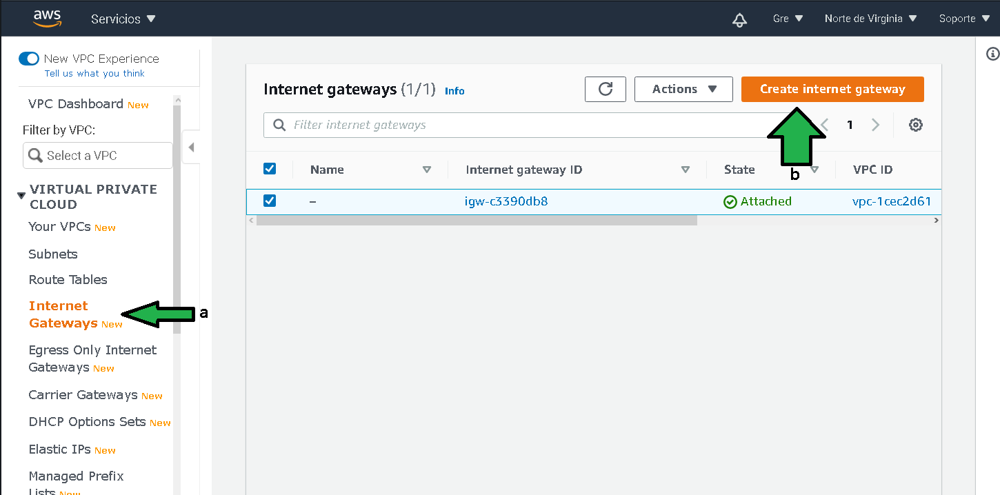 aws Servicios Gre Norte de Virginia Soporte
New VPC Experience
Tell us what you think
VPC Dashboard New
Filter by VPC:
Select a VPC
VIRTUAL PRIVATE
CLOUD
Your VPCs New
Subnets
Route Tables
Internet
Gateways New
a
Egress Only Internet
Gateways New
Carrier Gateways New
DHCP Options Sets New
Elastic IPs New
Managed Prefix
Lists New
Internet gateways (1/1) Info Actions Create internet gateway
Filter internet gateways 1
b
Name Internet gateway ID State VPC ID
– igw-c3390db8 Attached vpc-1cec2d61